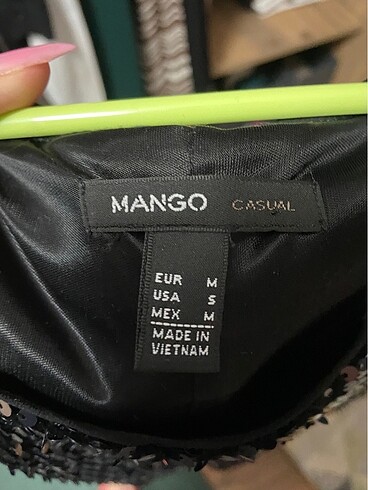 MANGO CASUAL
EUR M
USA S
MEX M
MADE IN
VIETNAM